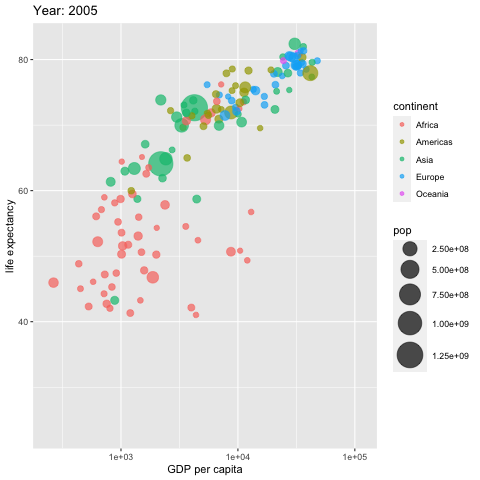 Year: 2005
80
60
40
life expectancy
1e+03
1e+04
1e+05
GDP per capita
continent
Africa
Americas
Asia
Europe
Oceania
pop
2.50e+08
5.00e+08
7.50e+08
1.00e+09
1.25e+09